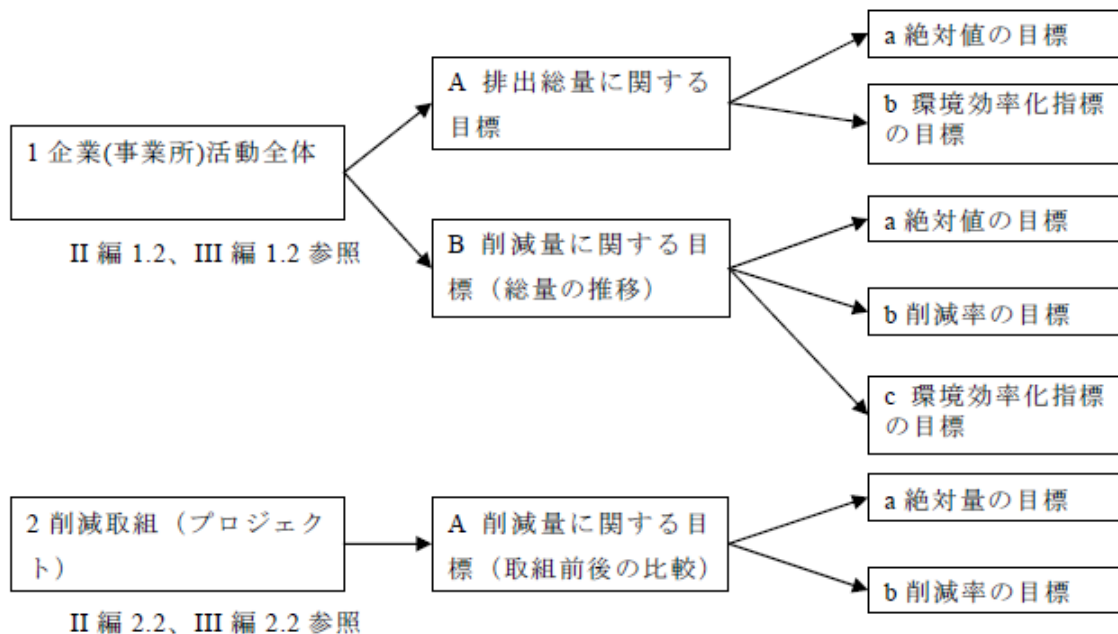 1 企業(事業所)活動全体
II 編 1.2、III 編 1.2 参照
A 排出総量に関する
目標
a 絶対値の目標
b 環境効率化指標
の目標
B 削減量に関する目
標（総量の推移）
a 絶対値の目標
b 削減率の目標
c 環境効率化指標
の目標
2 削減取組（プロジェク
ト）
II 編 2.2、III 編 2.2 参照
A 削減量に関する目
標（取組前後の比較）
a 絶対量の目標
b 削減率の目標